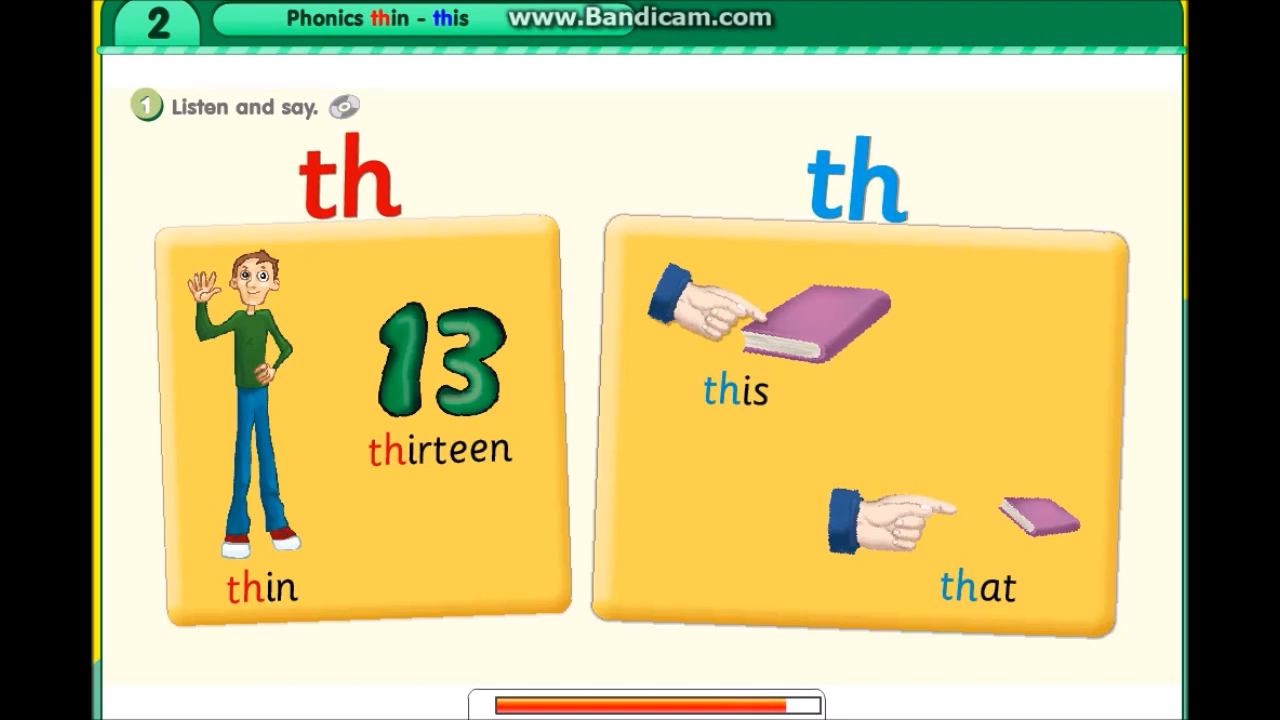 2
Phonics thin - this
www.Bandicam.com
1 Listen and say.
th
th
13
thirteen
thin
this
that